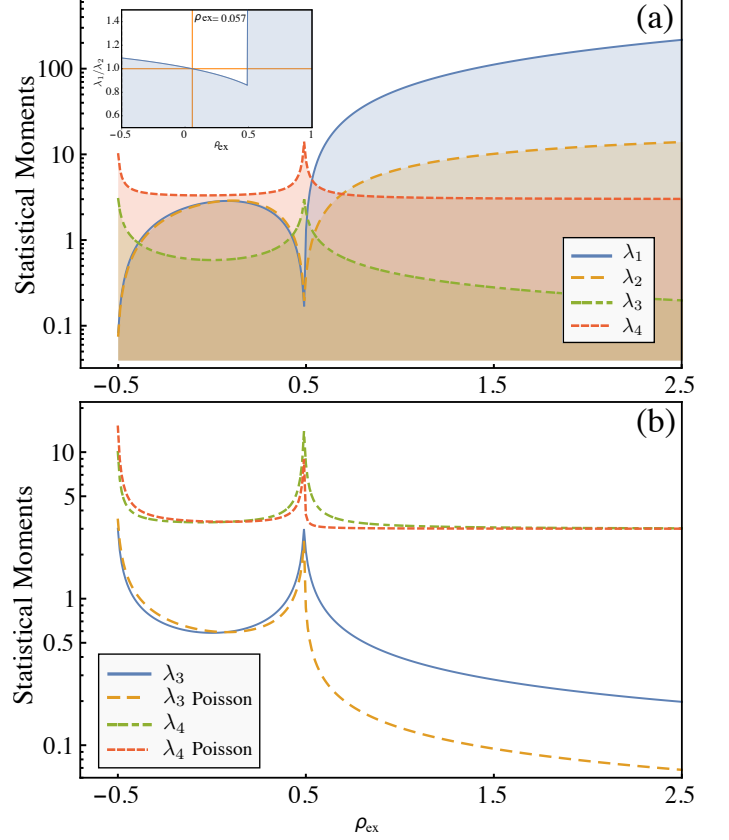 (a)
Statistical Moments
100
10
1
0.1
−0.5
0.5
1.5
2.5
λ1/λ2
1.4
1.2
1.0
0.8
0.6
ρex= 0.057
−0.5
0
0.5
1
ρex
λ1
λ2
λ3
λ4
(b)
Statistical Moments
10
5
1
0.5
0.1
λ3
λ3 Poisson
λ4
λ4 Poisson
−0.5
0.5
1.5
2.5
ρex